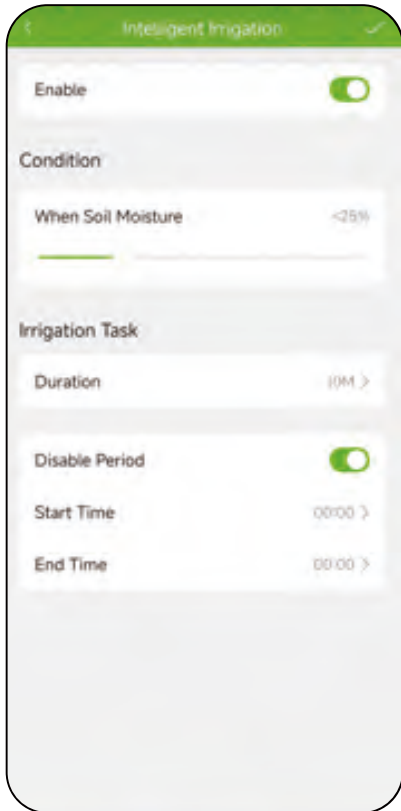 Intelligent Irrigation
Enable
Condition
When Soil Moisture <25%
Irrigation Task
Duration 10M >
Disable Period
Start Time 00:00 >
End Time 00:00 >